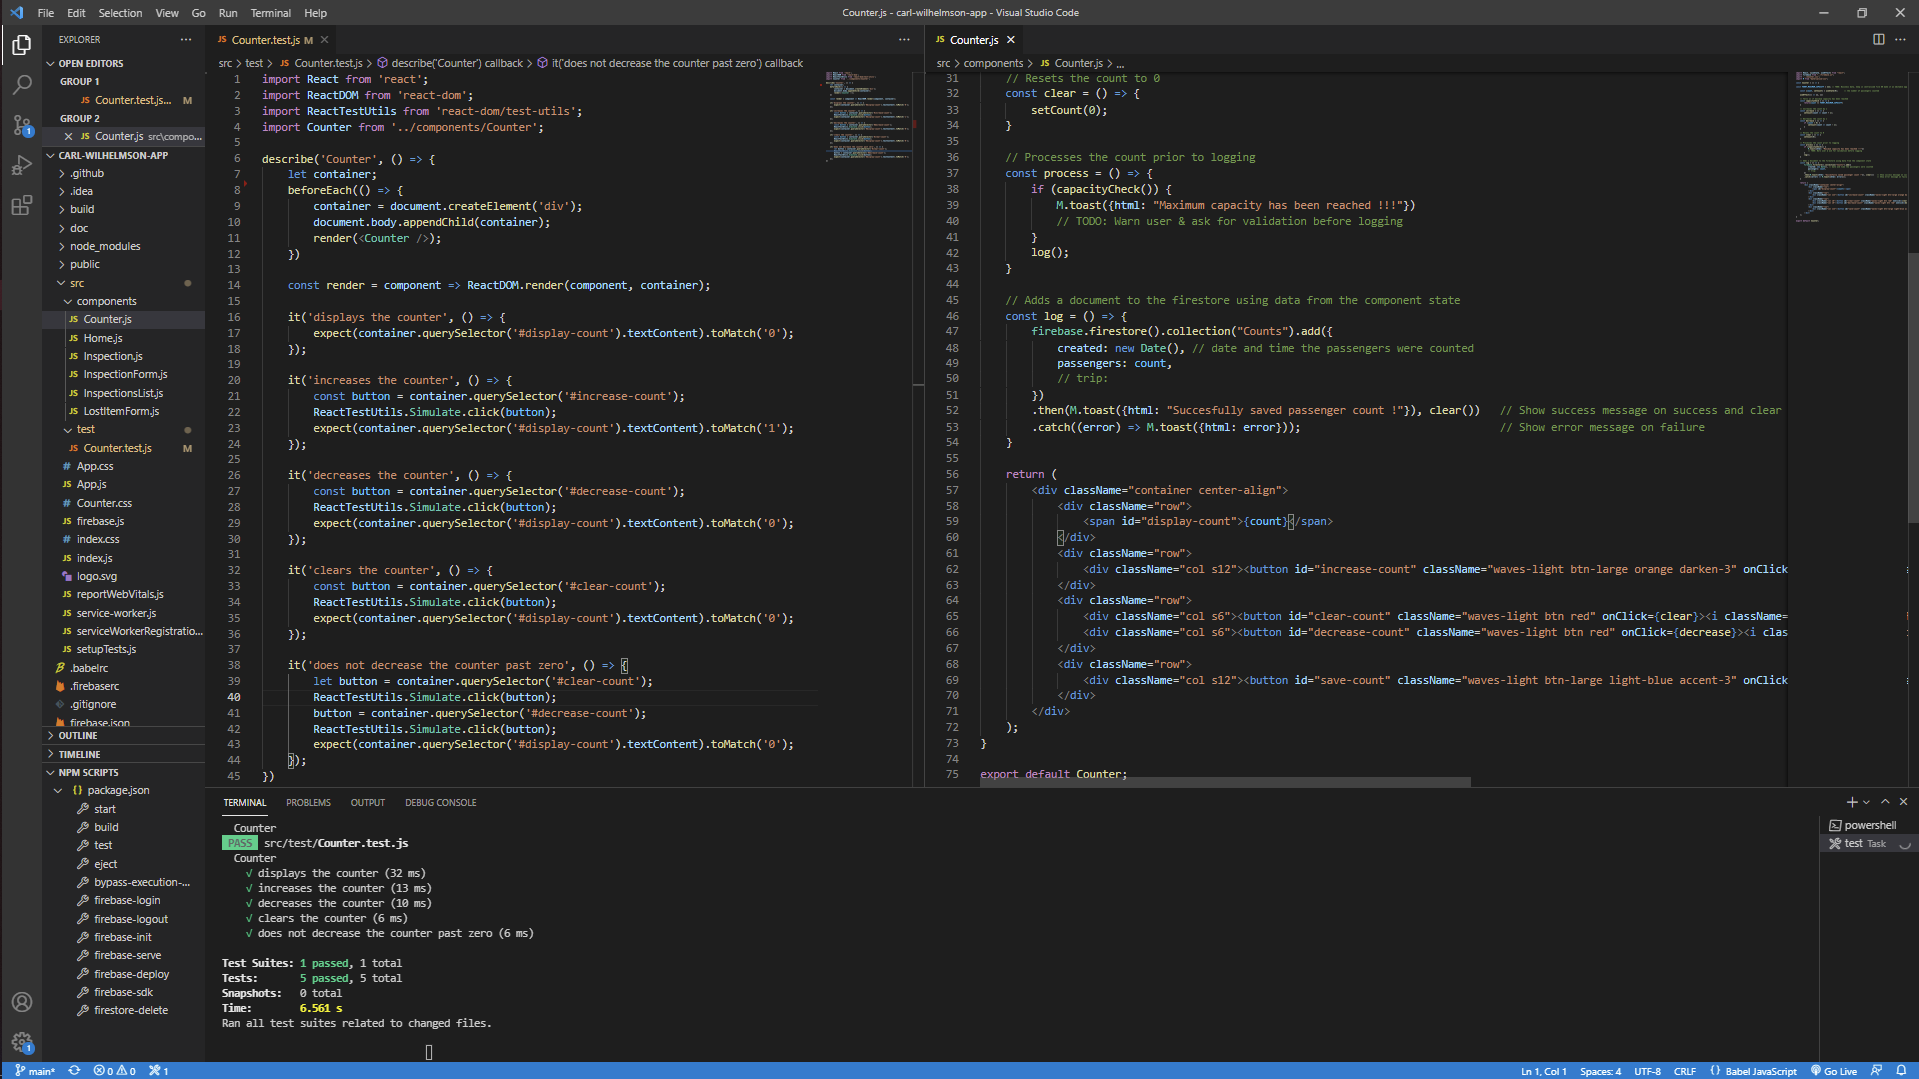 File Edit Selection View Go Run Terminal Help
Counter.js - carl-wilhelmson-app - Visual Studio Code
EXPLORER
OPEN EDITORS
GROUP 1
JS Counter.test.js... M
GROUP 2
JS Counter.js src\compo...
CARL-WILHELMSON-APP
.github
.idea
build
doc
node_modules
public
src
components
JS Counter.js
JS Home.js
JS Inspection.js
JS InspectionForm.js
JS InspectionsList.js
JS LostItemForm.js
test
JS Counter.test.js M
# App.css
JS App.js
# Counter.css
JS firebase.js
# index.css
JS index.js
logo.svg
JS reportWebVitals.js
JS service-worker.js
JS serviceWorkerRegistratio...
JS setupTests.js
.babelrc
.firebaserc
.gitignore
firebase.json
OUTLINE
TIMELINE
NPM SCRIPTS
{} package.json
start
build
test
eject
bypass-execution-...
firebase-login
firebase-logout
firebase-init
firebase-serve
firebase-deploy
firebase-sdk
firestore-delete
JS Counter.test.js M
src > test > JS Counter.test.js > describe('Counter') callback > it('does not decrease the counter past zero') callback
1 import React from 'react';
2 import ReactDOM from 'react-dom';
3 import ReactTestUtils from 'react-dom/test-utils';
4 import Counter from '../components/Counter';
5
6 describe('Counter', () => {
7 let container;
8 beforeEach(() => {
9 container = document.createElement('div');
10 document.body.appendChild(container);
11 render(<Counter />);
12 })
13
14 const render = component => ReactDOM.render(component, container);
15
16 it('displays the counter', () => {
17 expect(container.querySelector('#display-count').textContent).toMatch('0');
18 });
19
20 it('increases the counter', () => {
21 const button = container.querySelector('#increase-count');
22 ReactTestUtils.Simulate.click(button);
23 expect(container.querySelector('#display-count').textContent).toMatch('1');
24 });
25
26 it('decreases the counter', () => {
27 const button = container.querySelector('#decrease-count');
28 ReactTestUtils.Simulate.click(button);
29 expect(container.querySelector('#display-count').textContent).toMatch('0');
30 });
31
32 it('clears the counter', () => {
33 const button = container.querySelector('#clear-count');
34 ReactTestUtils.Simulate.click(button);
35 expect(container.querySelector('#display-count').textContent).toMatch('0');
36 });
37
38 it('does not decrease the counter past zero', () => {
39 let button = container.querySelector('#clear-count');
40 ReactTestUtils.Simulate.click(button);
41 button = container.querySelector('#decrease-count');
42 ReactTestUtils.Simulate.click(button);
43 expect(container.querySelector('#display-count').textContent).toMatch('0');
44 });
45 })
JS Counter.js
src > components > JS Counter.js > ...
31 // Resets the count to 0
32 const clear = () => {
33 setCount(0);
34 }
35
36 // Processes the count prior to logging
37 const process = () => {
38 if (capacityCheck()) {
39 M.toast({html: "Maximum capacity has been reached !!!"})
40 // TODO: Warn user & ask for validation before logging
41 }
42 log();
43 }
44
45 // Adds a document to the firestore using data from the component state
46 const log = () => {
47 firebase.firestore().collection("Counts").add({
48 created: new Date(), // date and time the passengers were counted
49 passengers: count,
50 // trip:
51 })
52 .then(M.toast({html: "Succesfully saved passenger count !"}), clear()) // Show success message on success and clear
53 .catch((error) => M.toast({html: error})); // Show error message on failure
54 }
55
56 return (
57 <div className="container center-align">
58 <div className="row">
59 <span id="display-count">{count}</span>
60 </div>
61 <div className="row">
62 <div className="col s12"><button id="increase-count" className="waves-light btn-large orange darken-3" onClick
63 </div>
64 <div className="row">
65 <div className="col s6"><button id="clear-count" className="waves-light btn red" onClick={clear}><i className=
66 <div className="col s6"><button id="decrease-count" className="waves-light btn red" onClick={decrease}><i clas
67 </div>
68 <div className="row">
69 <div className="col s12"><button id="save-count" className="waves-light btn-large light-blue accent-3" onClick
70 </div>
71 </div>
72 );
73 }
74
75 export default Counter;
TERMINAL PROBLEMS OUTPUT DEBUG CONSOLE
Counter
PASS src/test/Counter.test.js
Counter
√ displays the counter (32 ms)
√ increases the counter (13 ms)
√ decreases the counter (10 ms)
√ clears the counter (6 ms)
√ does not decrease the counter past zero (6 ms)
Test Suites: 1 passed, 1 total
Tests: 5 passed, 5 total
Snapshots: 0 total
Time: 6.561 s
Ran all test suites related to changed files.
powershell
test Task
main* 0 0 1
Ln 1, Col 1 Spaces: 4 UTF-8 CRLF {} Babel JavaScript Go Live